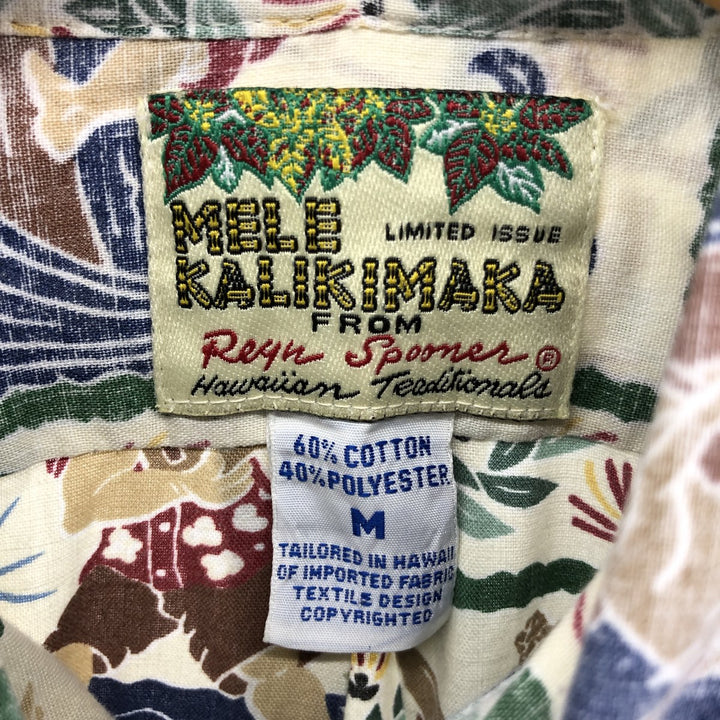 MELE LIMITED ISSUE
KALIKIMAKA
FROM
Reyn Spooner ®
Hawaiian Traditionals
60% COTTON
40% POLYESTER
M
TAILORED IN HAWAII
OF IMPORTED FABRIC
TEXTILE DESIGN
COPYRIGHTED